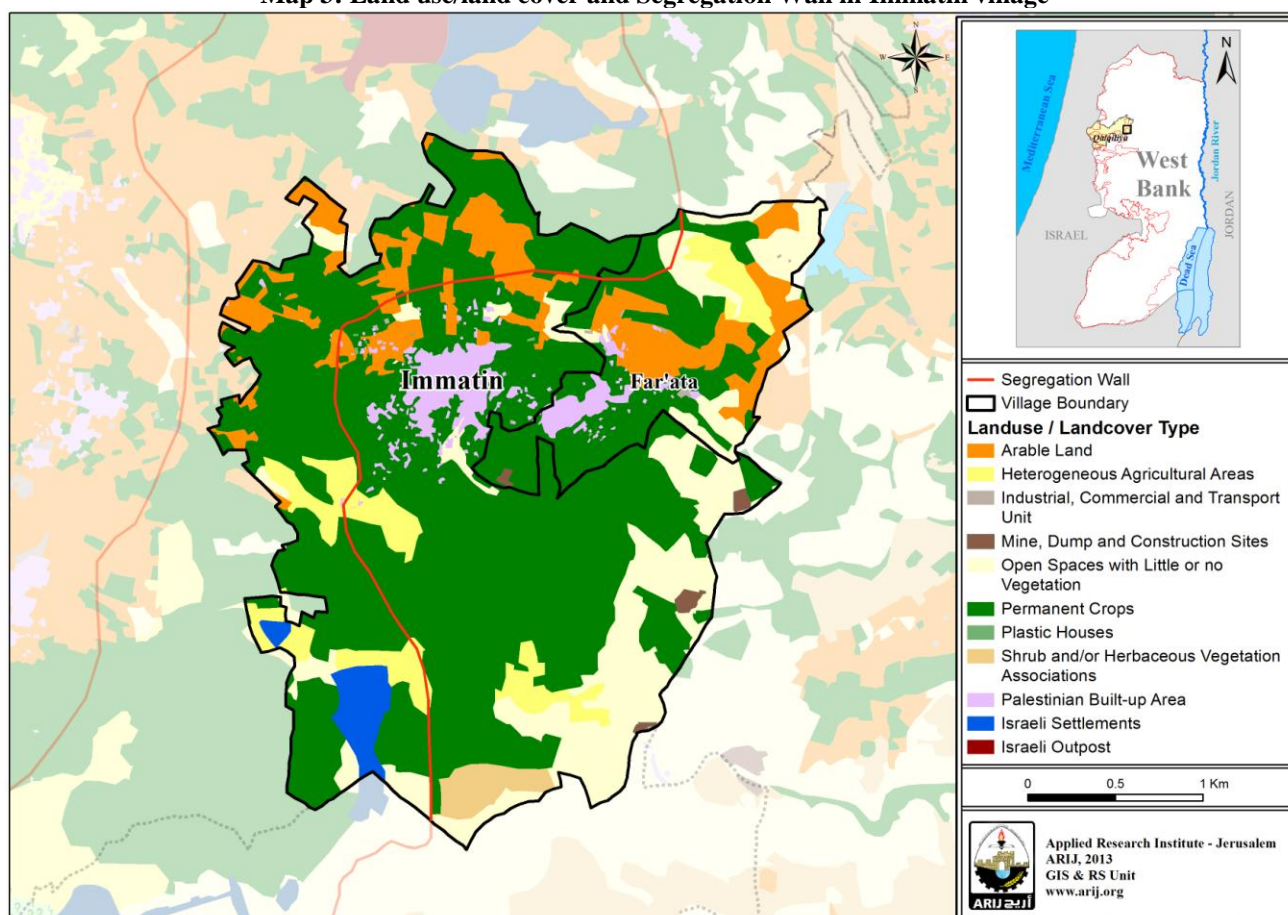 Map 3: Land use/land cover and Segregation Wall in Immatin village
N
W
E
S
Immatin
Far'ata
N
Mediterranean Sea
Qalqiliya
West
Bank
Jordan River
JORDAN
ISRAEL
Dead Sea
Segregation Wall
Village Boundary
Landuse / Landcover Type
Arable Land
Heterogeneous Agricultural Areas
Industrial, Commercial and Transport
Unit
Mine, Dump and Construction Sites
Open Spaces with Little or no
Vegetation
Permanent Crops
Plastic Houses
Shrub and/or Herbaceous Vegetation
Associations
Palestinian Built-up Area
Israeli Settlements
Israeli Outpost
0 0.5 1 Km
Applied Research Institute - Jerusalem
ARIJ, 2013
GIS & RS Unit
www.arij.org
ARIJ أريج